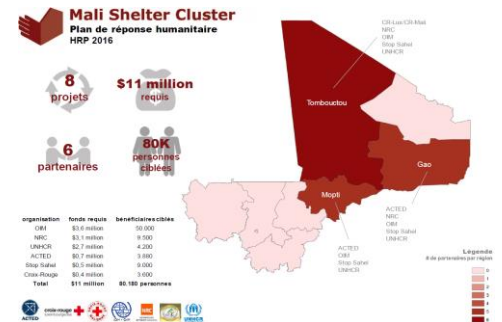 Mali Shelter Cluster
Plan de réponse humanitaire
HRP 2016
8
projets
$11 million
requis
6
partenaires
80K
personnes
ciblées
CR-Lux/CR-Mali
NRC
OIM
Stop Sahel
UNHCR
Tombouctou
Gao
Mopti
ACTED
NRC
OIM
Stop Sahel
UNHCR
ACTED
OIM
Stop Sahel
UNHCR
organisation fonds requis bénéficiaires ciblés
OIM $3,6 million 50.000
NRC $3,1 million 8.500
UNHCR $2,7 million 4.200
ACTED $0,7 million 3.880
Stop Sahel $0,5 million 9.000
Croix-Rouge $0,4 million 3.600
Total $11 million 80.180 personnes
Légende
# de partenaires par région
0
1
2
3
4
5
6
ACTED
croix-rouge
NRC
UNHCR